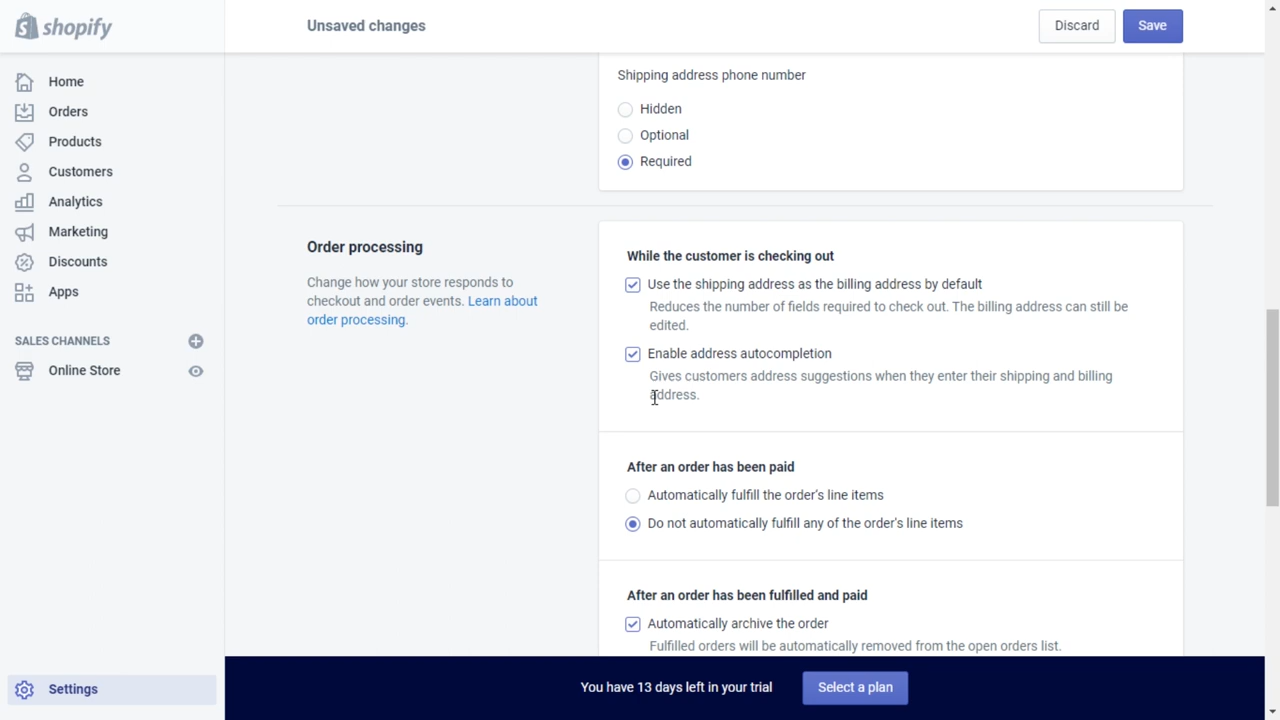 shopify
Unsaved changes
Discard
Save
Home
Orders
Products
Customers
Analytics
Marketing
Discounts
Apps
SALES CHANNELS
Online Store
Settings
Shipping address phone number
Hidden
Optional
Required
Order processing
Change how your store responds to
checkout and order events. Learn about
order processing.
While the customer is checking out
Use the shipping address as the billing address by default
Reduces the number of fields required to check out. The billing address can still be
edited.
Enable address autocompletion
Gives customers address suggestions when they enter their shipping and billing
address.
After an order has been paid
Automatically fulfill the order's line items
Do not automatically fulfill any of the order's line items
After an order has been fulfilled and paid
Automatically archive the order
Fulfilled orders will be automatically removed from the open orders list.
You have 13 days left in your trial
Select a plan